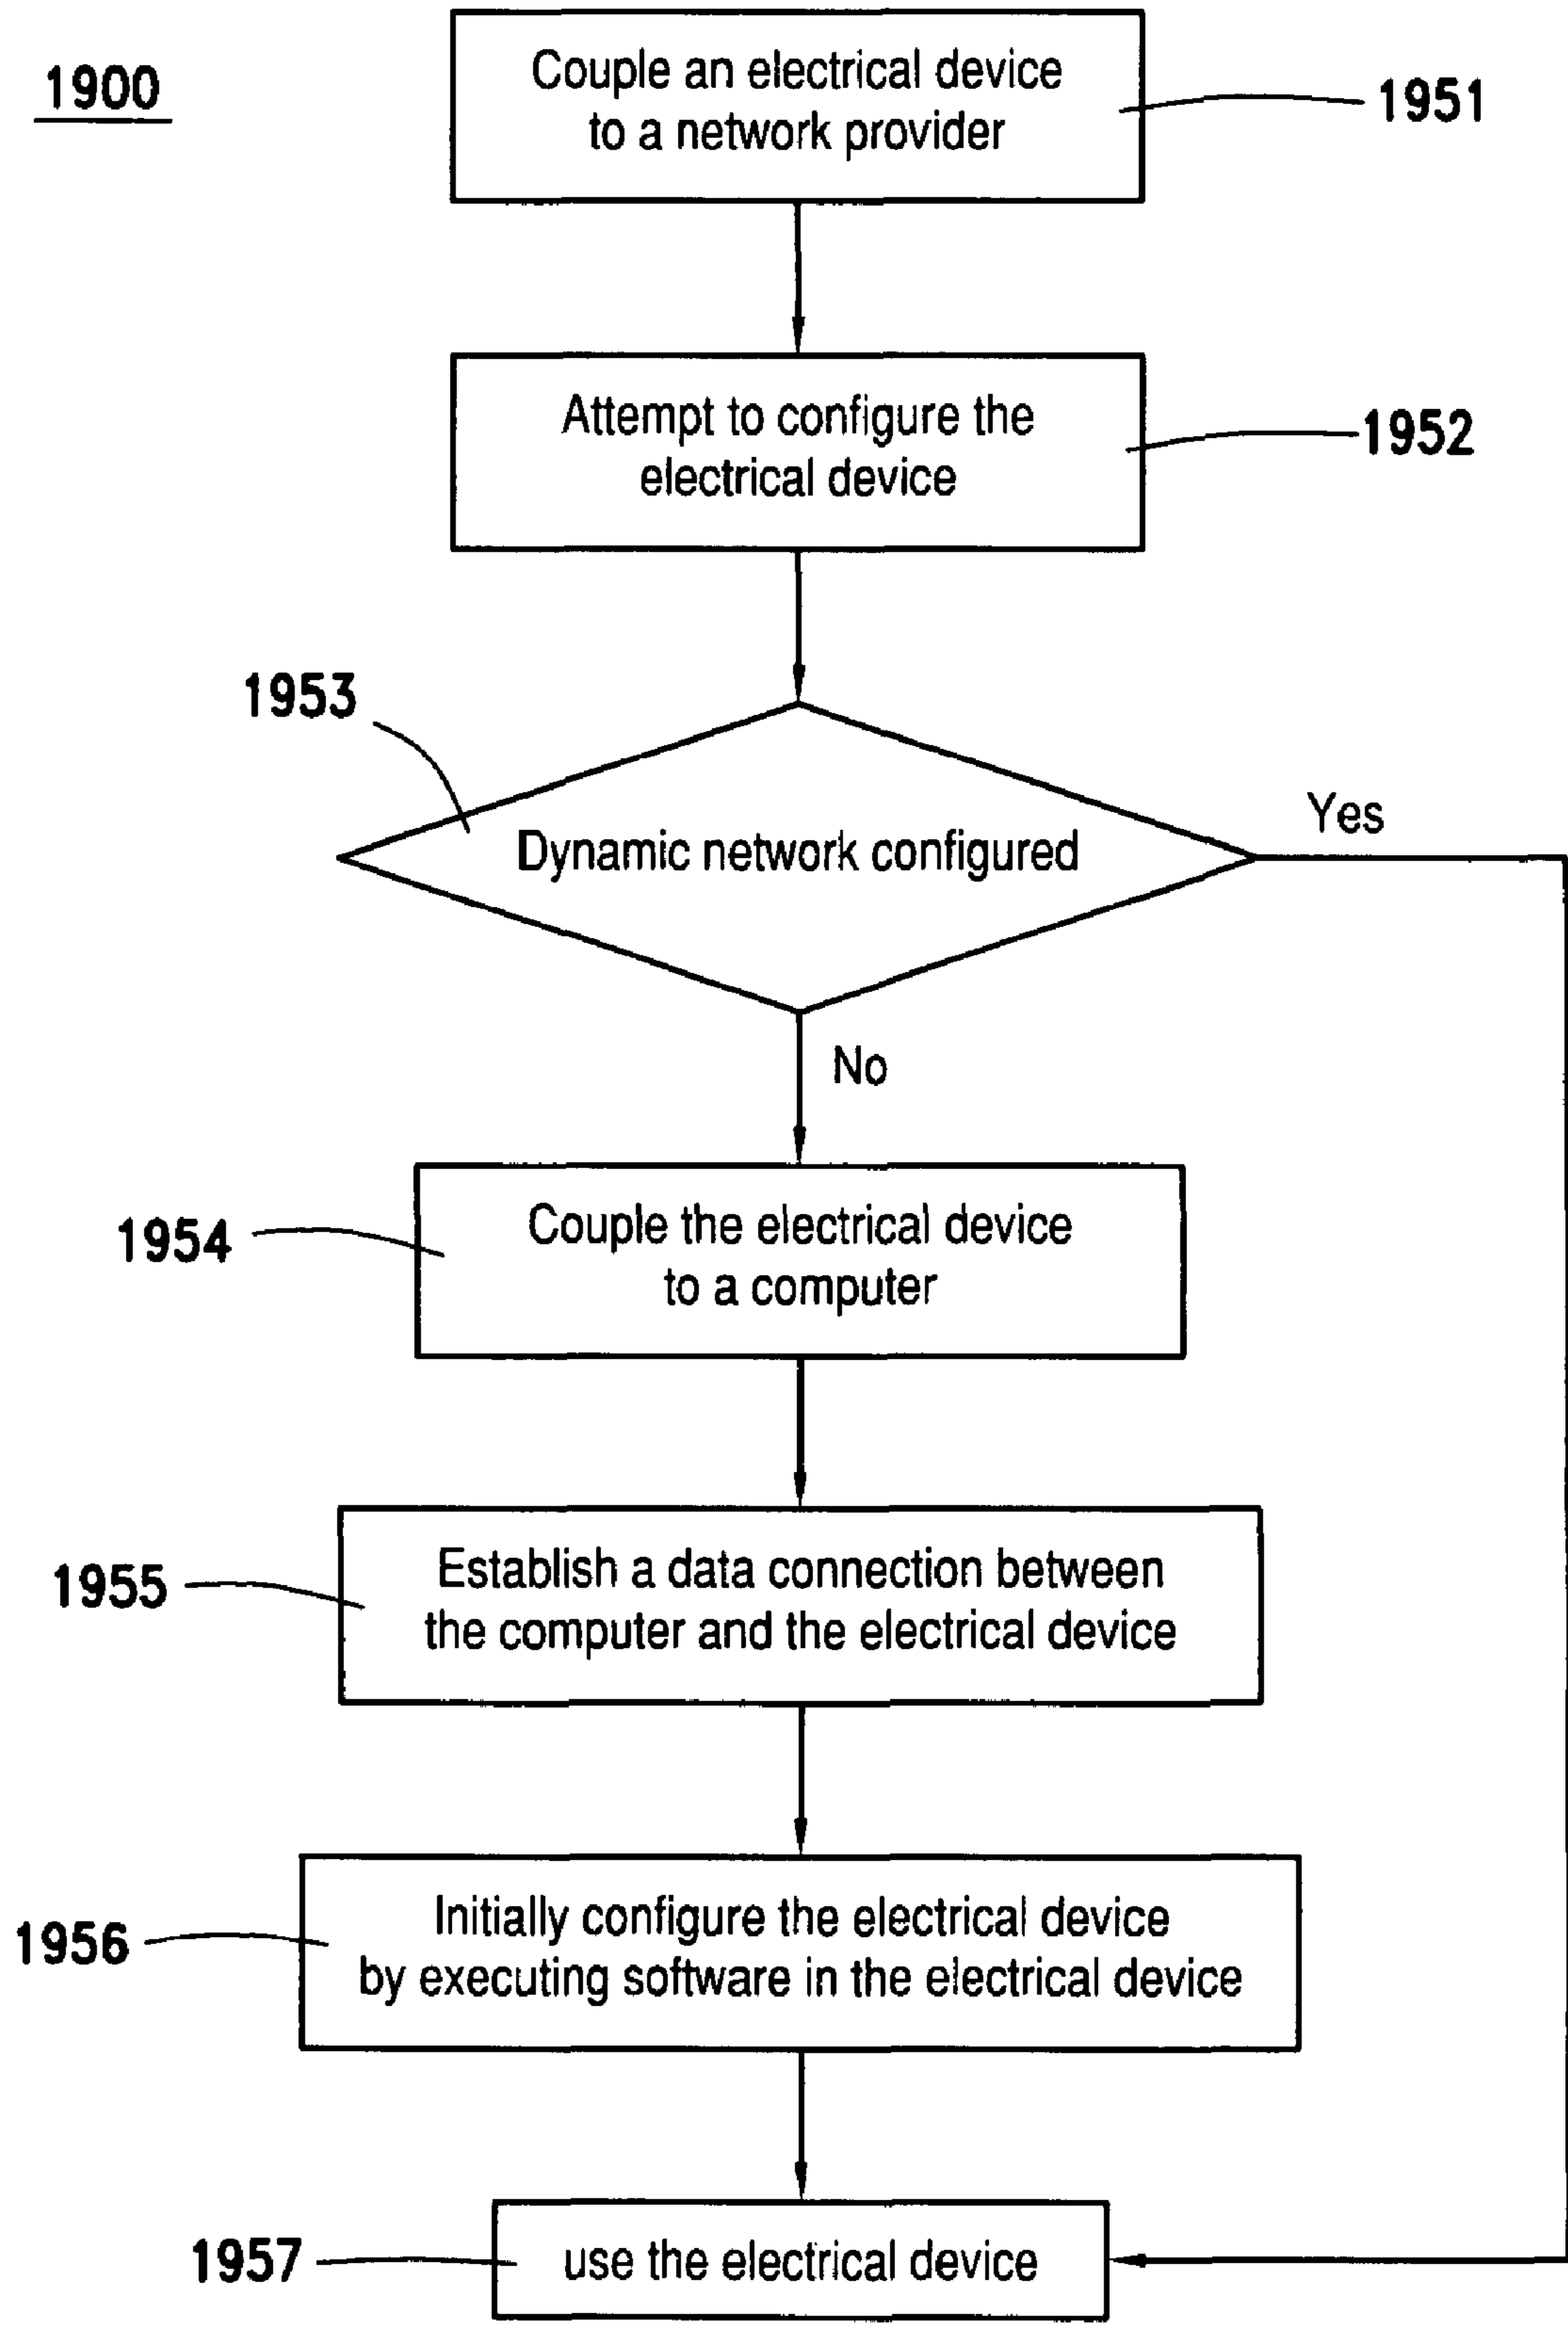 1900
Couple an electrical device
to a network provider
1951
Attempt to configure the
electrical device
1952
1953
Dynamic network configured
Yes
No
1954
Couple the electrical device
to a computer
1955
Establish a data connection between
the computer and the electrical device
1956
Initially configure the electrical device
by executing software in the electrical device
1957
use the electrical device